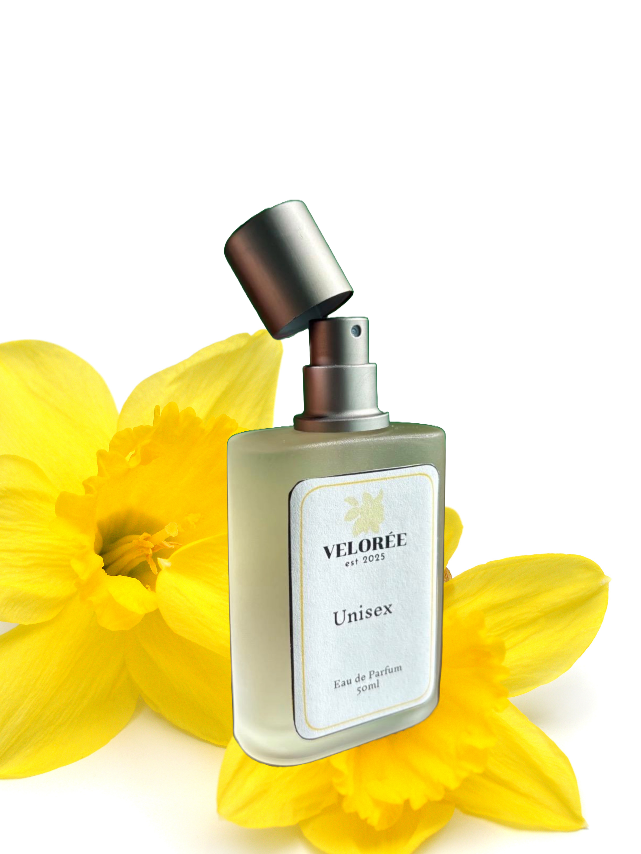 VELORÉE
est 2025
Unisex
Eau de Parfum
50ml